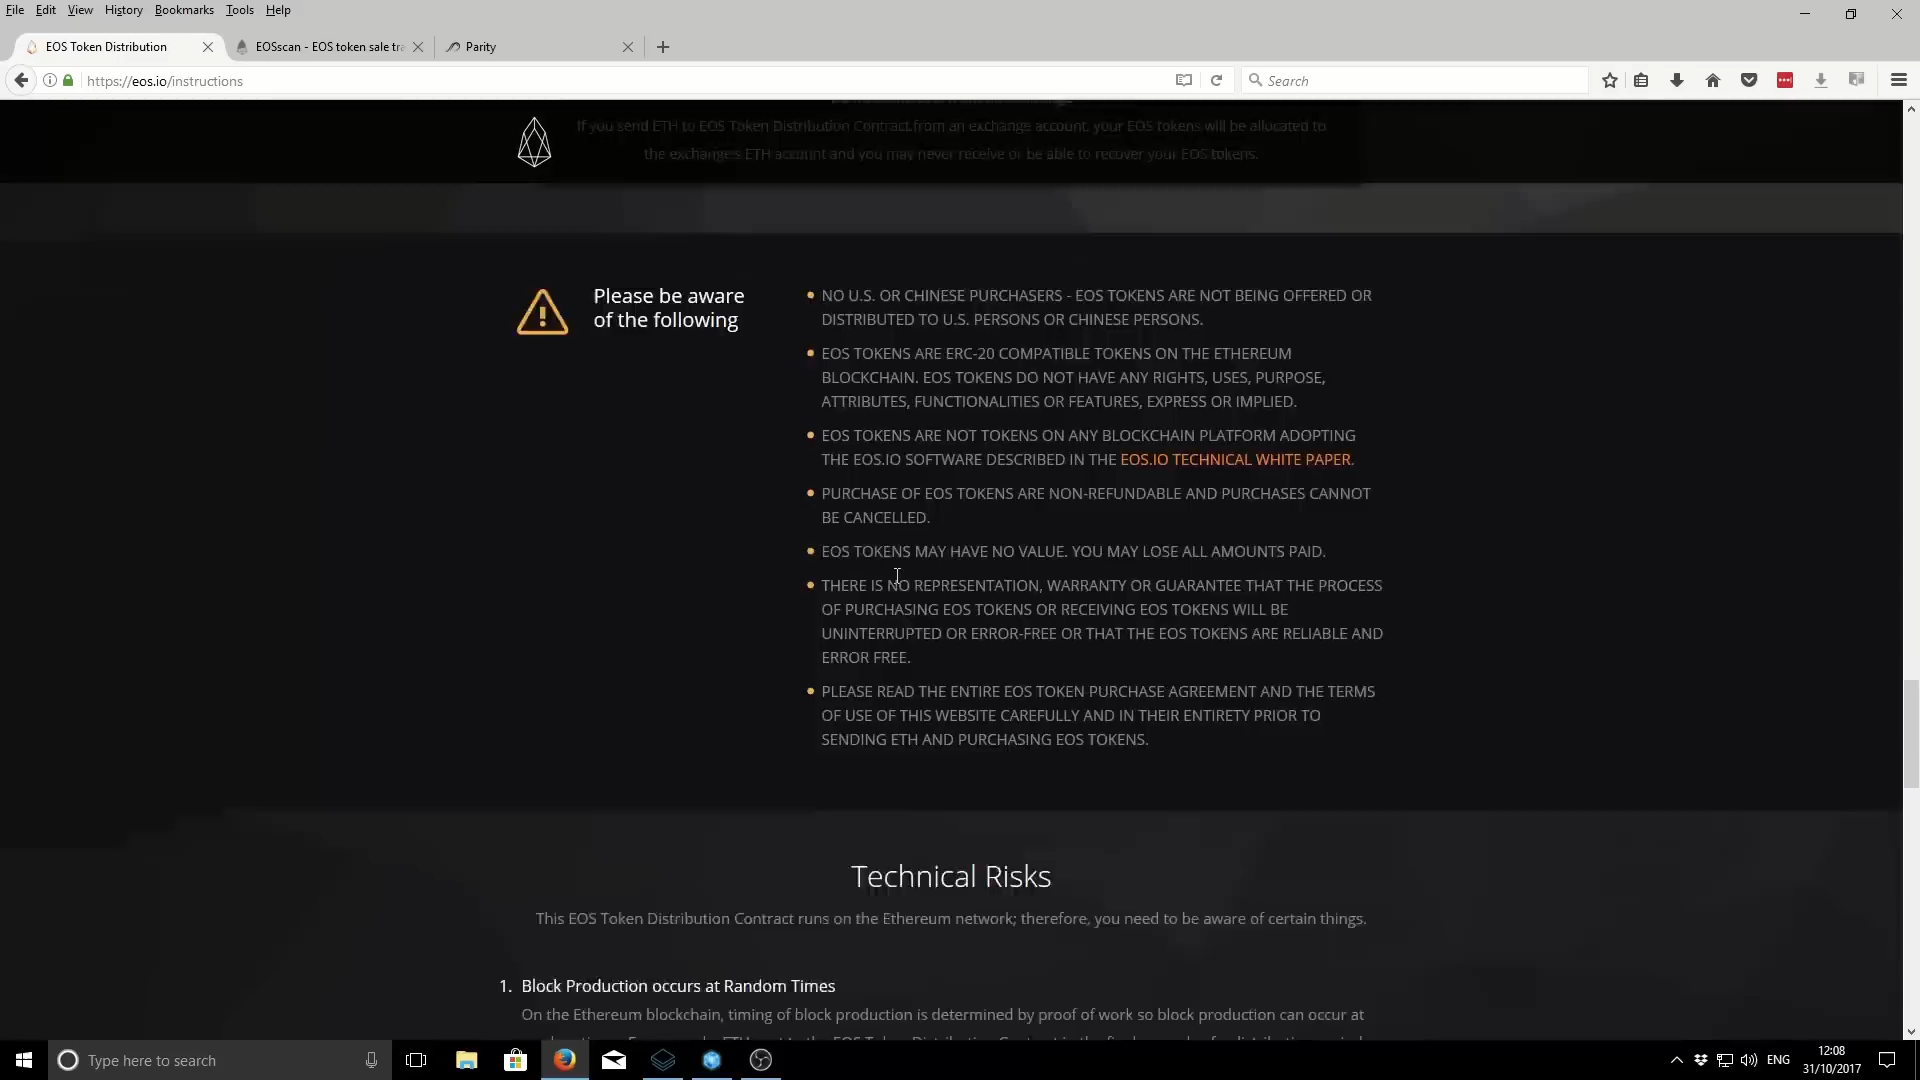 File Edit View History Bookmarks Tools Help
EOS Token Distribution
EOSscan - EOS token sale tra
Parity
https://eos.io/instructions
Search
If you send ETH to EOS Token Distribution Contract from an exchange account, your EOS tokens will be allocated to
the exchange's ETH account and you may never receive or be able to recover your EOS tokens.
Please be aware
of the following
NO U.S. OR CHINESE PURCHASERS - EOS TOKENS ARE NOT BEING OFFERED OR
DISTRIBUTED TO U.S. PERSONS OR CHINESE PERSONS.
EOS TOKENS ARE ERC-20 COMPATIBLE TOKENS ON THE ETHEREUM
BLOCKCHAIN. EOS TOKENS DO NOT HAVE ANY RIGHTS, USES, PURPOSE,
ATTRIBUTES, FUNCTIONALITIES OR FEATURES, EXPRESS OR IMPLIED.
EOS TOKENS ARE NOT TOKENS ON ANY BLOCKCHAIN PLATFORM ADOPTING
THE EOS.IO SOFTWARE DESCRIBED IN THE EOS.IO TECHNICAL WHITE PAPER.
PURCHASE OF EOS TOKENS ARE NON-REFUNDABLE AND PURCHASES CANNOT
BE CANCELLED.
EOS TOKENS MAY HAVE NO VALUE. YOU MAY LOSE ALL AMOUNTS PAID.
THERE IS NO REPRESENTATION, WARRANTY OR GUARANTEE THAT THE PROCESS
OF PURCHASING EOS TOKENS OR RECEIVING EOS TOKENS WILL BE
UNINTERRUPTED OR ERROR-FREE OR THAT THE EOS TOKENS ARE RELIABLE AND
ERROR FREE.
PLEASE READ THE ENTIRE EOS TOKEN PURCHASE AGREEMENT AND THE TERMS
OF USE OF THIS WEBSITE CAREFULLY AND IN THEIR ENTIRETY PRIOR TO
SENDING ETH AND PURCHASING EOS TOKENS.
Technical Risks
This EOS Token Distribution Contract runs on the Ethereum network; therefore, you need to be aware of certain things.
1. Block Production occurs at Random Times
On the Ethereum blockchain, timing of block production is determined by proof of work so block production can occur at
Type here to search
ENG
12:08
31/10/2017